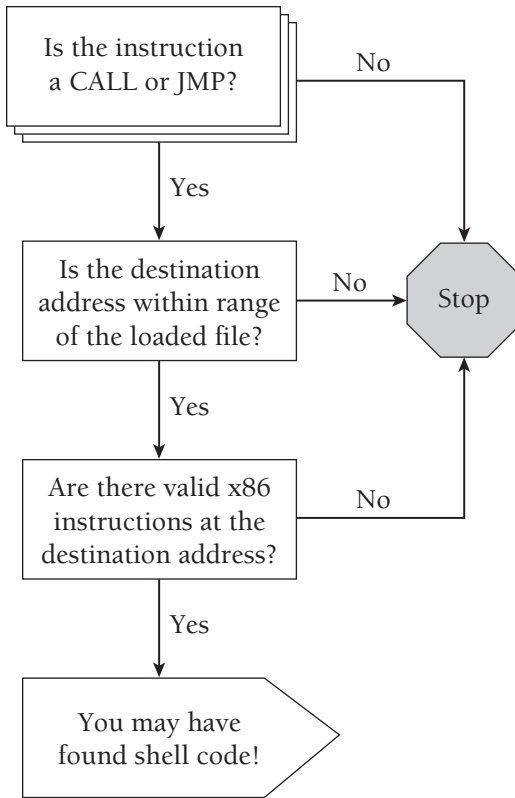 Is the instruction
a CALL or JMP?
No
Yes
Is the destination
address within range
of the loaded file?
No
Stop
Yes
Are there valid x86
instructions at the
destination address?
No
Yes
You may have
found shell code!